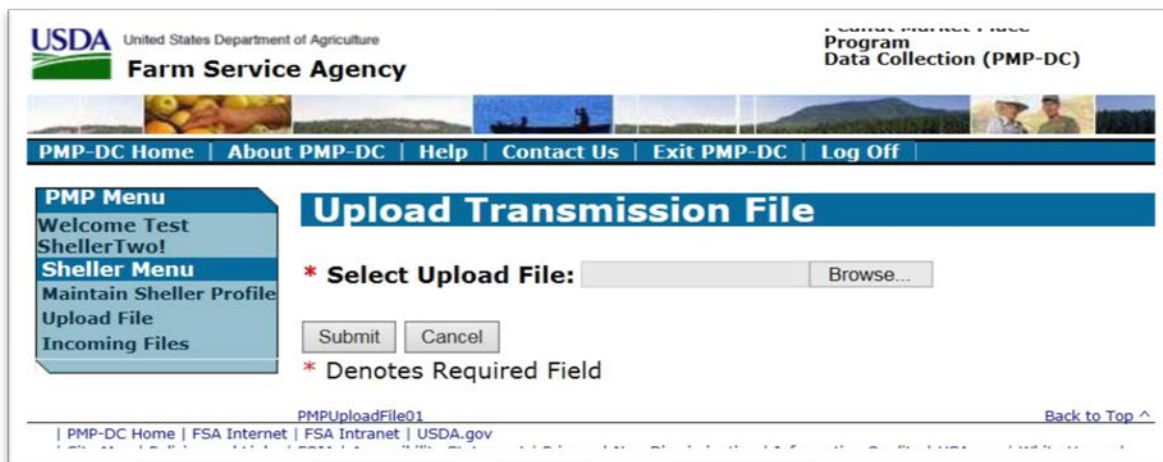 USDA United States Department of Agriculture
Farm Service Agency
Peanut Market Place
Program
Data Collection (PMP-DC)
PMP-DC Home | About PMP-DC | Help | Contact Us | Exit PMP-DC | Log Off
PMP Menu
Welcome Test
ShellerTwo!
Sheller Menu
Maintain Sheller Profile
Upload File
Incoming Files
Upload Transmission File
* Select Upload File: Browse...
Submit Cancel
* Denotes Required Field
PMPUploadFile01 Back to Top ^
| PMP-DC Home | FSA Internet | FSA Intranet | USDA.gov